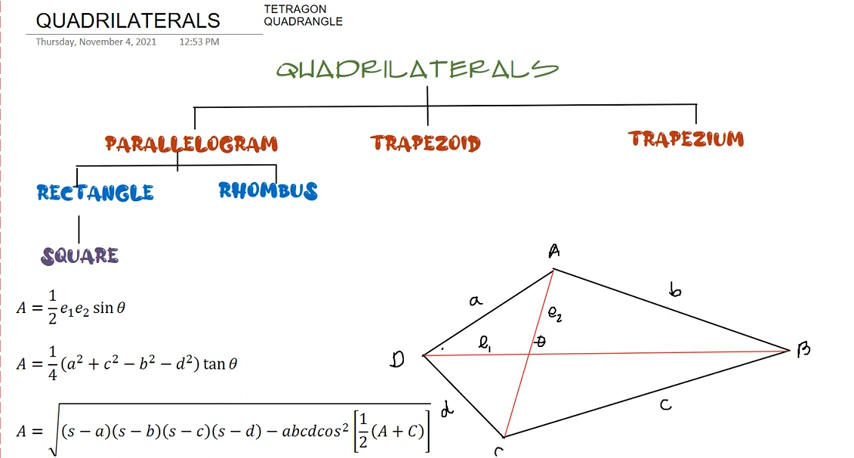 QUADRILATERALS
TETRAGON
QUADRANGLE
Thursday, November 4, 2021 12:53 PM
QUADRILATERALS
PARALLELOGRAM TRAPEZOID TRAPEZIUM
RECTANGLE RHOMBUS
SQUARE
A = 1/2 e₁e₂ sin θ
A = 1/4 (a² + c² − b² − d²) tan θ
A = √((s − a)(s − b)(s − c)(s − d) − abcdcos² [1/2 (A + C)])
A
a
b
e₂
D
e₁
θ
B
d
c
C